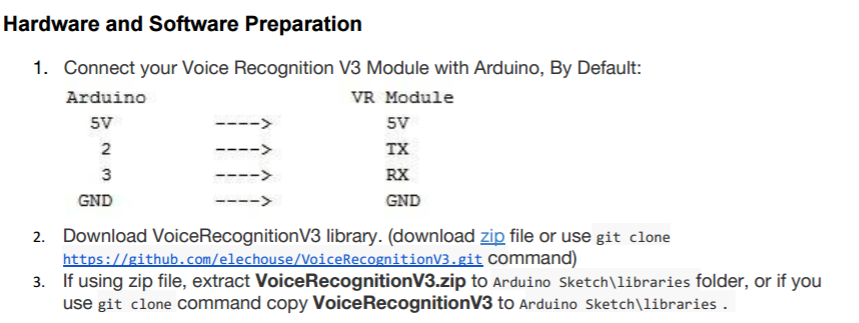 Hardware and Software Preparation
1. Connect your Voice Recognition V3 Module with Arduino, By Default:
Arduino VR Module
5V ----> 5V
2 ----> TX
3 ----> RX
GND ----> GND
2. Download VoiceRecognitionV3 library. (download zip file or use git clone
https://github.com/elechouse/VoiceRecognitionV3.git command)
3. If using zip file, extract VoiceRecognitionV3.zip to Arduino Sketch\libraries folder, or if you
use git clone command copy VoiceRecognitionV3 to Arduino Sketch\libraries .